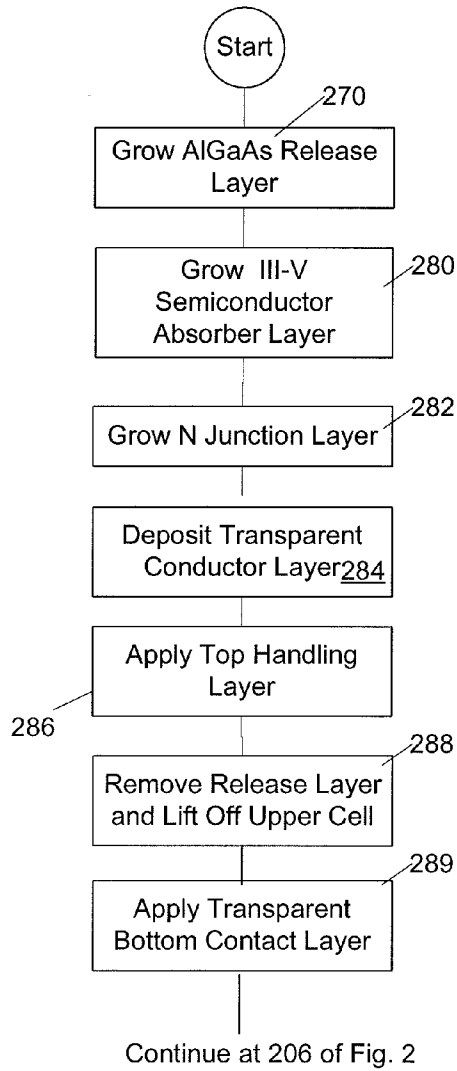 Start
270
Grow AlGaAs Release
Layer
280
Grow III-V
Semiconductor
Absorber Layer
282
Grow N Junction Layer
Deposit Transparent
Conductor Layer 284
Apply Top Handling
Layer
286
288
Remove Release Layer
and Lift Off Upper Cell
289
Apply Transparent
Bottom Contact Layer
Continue at 206 of Fig. 2